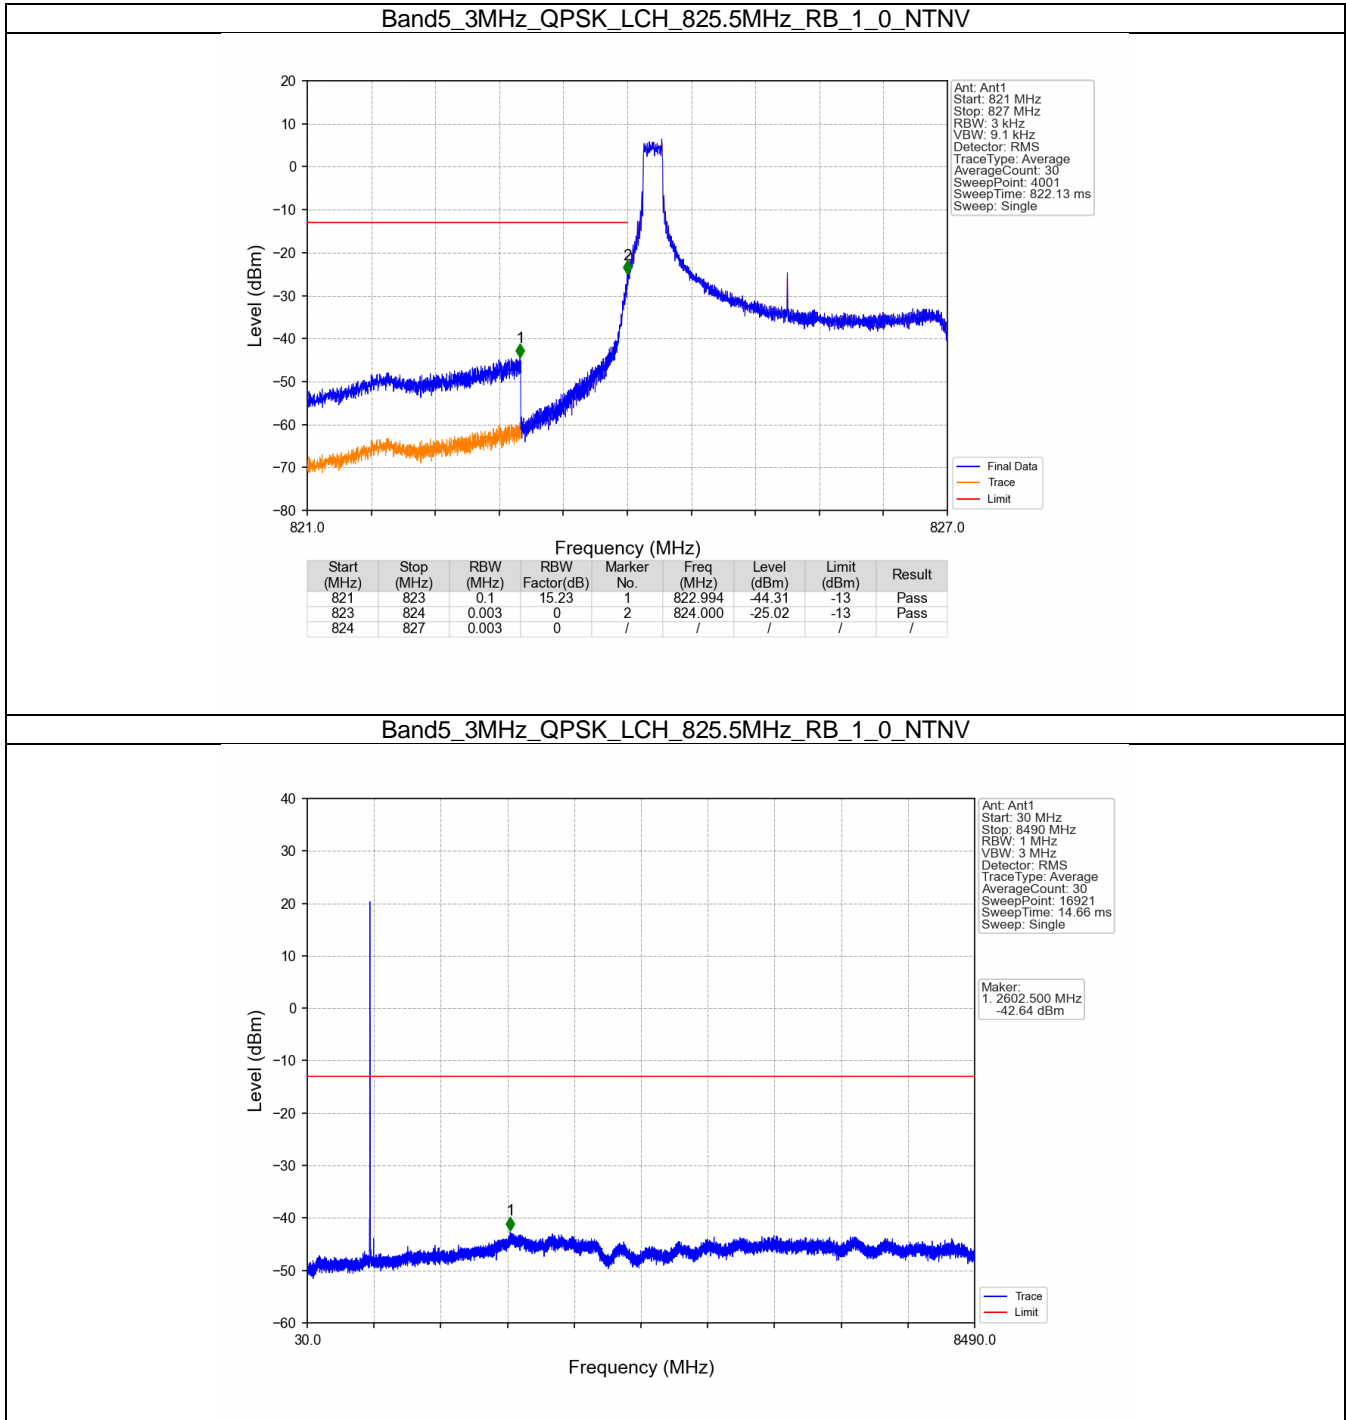 Band5_3MHz_QPSK_LCH_825.5MHz_RB_1_0_NTNV
20
10
0
−10
−20
−30
−40
−50
−60
−70
−80
Level (dBm)
1
2
821.0
827.0
Frequency (MHz)
Ant: Ant1
Start: 821 MHz
Stop: 827 MHz
RBW: 3 kHz
VBW: 9.1 kHz
Detector: RMS
TraceType: Average
AverageCount: 30
SweepPoint: 4001
SweepTime: 822.13 ms
Sweep: Single
Final Data
Trace
Limit
Start (MHz) Stop (MHz) RBW (MHz) RBW Factor(dB) Marker No. Freq (MHz) Level (dBm) Limit (dBm) Result
821 823 0.1 15.23 1 822.994 -44.31 -13 Pass
823 824 0.003 0 2 824.000 -25.02 -13 Pass
824 827 0.003 0 / / / / /
Band5_3MHz_QPSK_LCH_825.5MHz_RB_1_0_NTNV
40
30
20
10
0
−10
−20
−30
−40
−50
−60
Level (dBm)
1
30.0
8490.0
Frequency (MHz)
Ant: Ant1
Start: 30 MHz
Stop: 8490 MHz
RBW: 1 MHz
VBW: 3 MHz
Detector: RMS
TraceType: Average
AverageCount: 30
SweepPoint: 16921
SweepTime: 14.66 ms
Sweep: Single
Maker:
1. 2602.500 MHz
-42.64 dBm
Trace
Limit